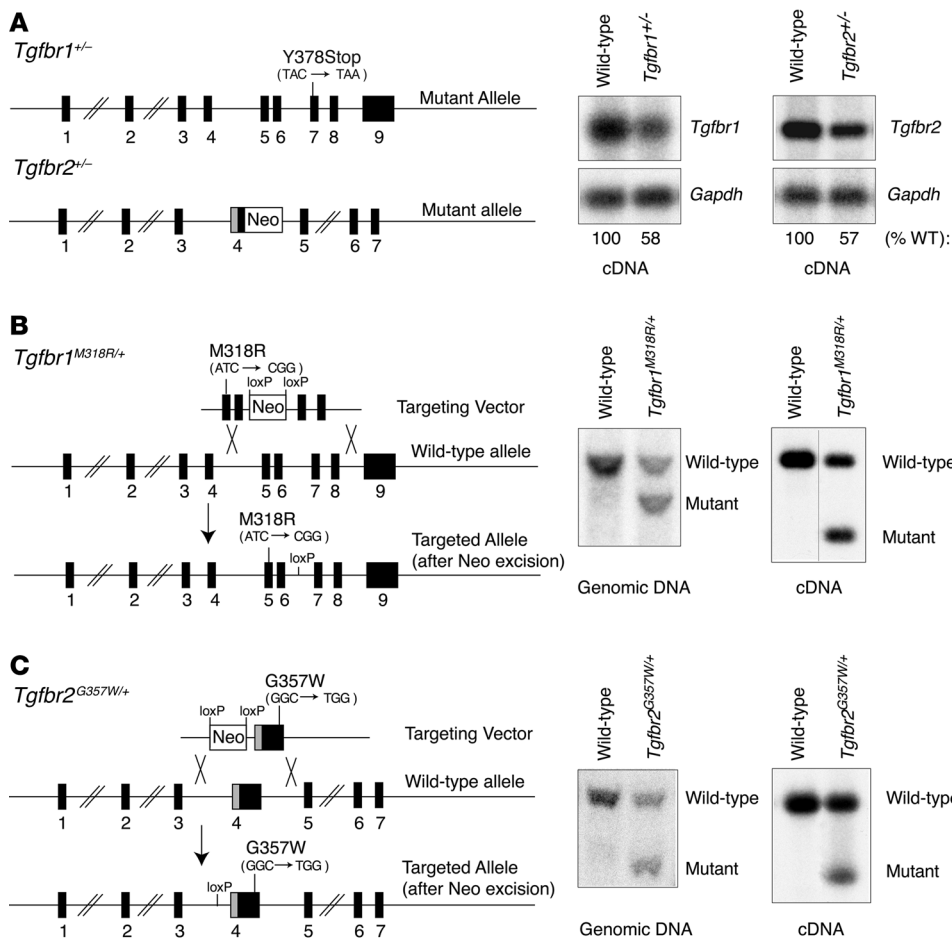 A
Tgfbr1+/–
Y378Stop
(TAC → TAA)
Mutant Allele
1 2 3 4 5 6 7 8 9
Tgfbr2+/–
Neo
Mutant allele
1 2 3 4 5 6 7
Wild-type Tgfbr1+/-
Tgfbr1
Gapdh
100 58
cDNA
Wild-type Tgfbr2+/-
Tgfbr2
Gapdh
100 57 (% WT):
cDNA
B
Tgfbr1M318R/+
M318R
(ATC → CGG)
loxP loxP
Neo
Targeting Vector
Wild-type allele
1 2 3 4 5 6 7 8 9
M318R
(ATC → CGG)
loxP
Targeted Allele
(after Neo excision)
1 2 3 4 5 6 7 8 9
Wild-type Tgfbr1M318R/+
Wild-type
Mutant
Genomic DNA
Wild-type Tgfbr1M318R/+
Wild-type
Mutant
cDNA
C
Tgfbr2G357W/+
G357W
(GGC → TGG)
loxP loxP
Neo
Targeting Vector
Wild-type allele
1 2 3 4 5 6 7
G357W
(GGC → TGG)
loxP
Targeted Allele
(after Neo excision)
1 2 3 4 5 6 7
Wild-type Tgfbr2G357W/+
Wild-type
Mutant
Genomic DNA
Wild-type Tgfbr2G357W/+
Wild-type
Mutant
cDNA